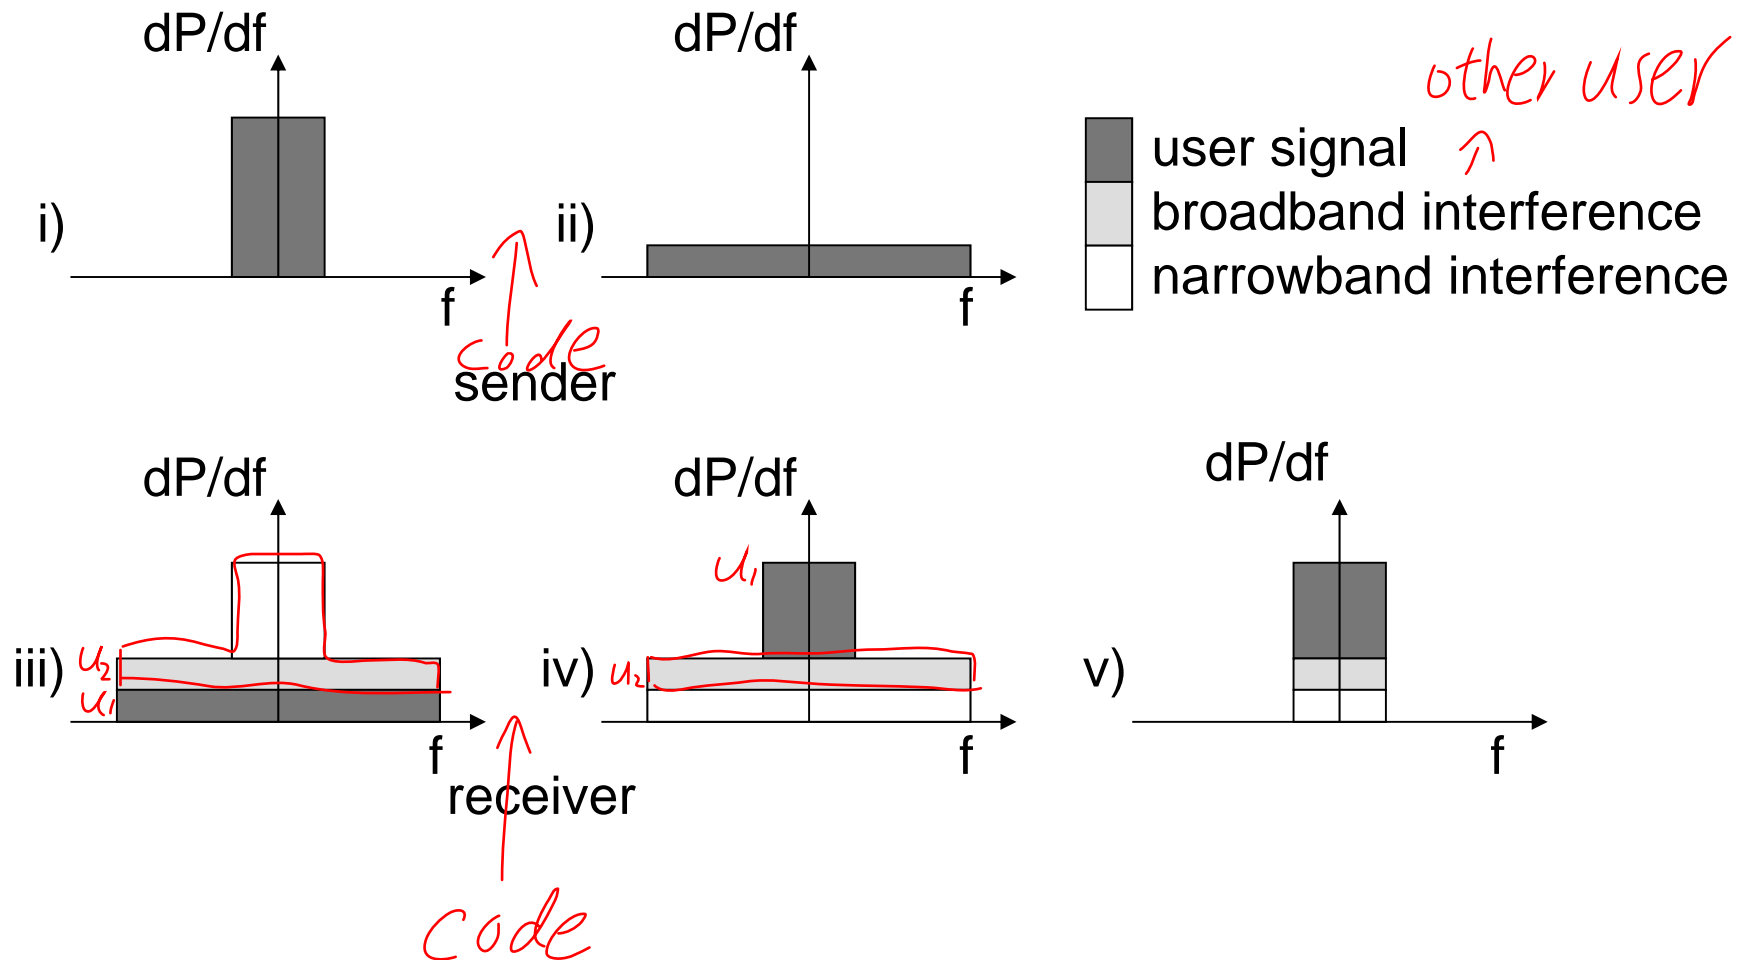 dP/df
dP/df
other user
↑
user signal
broadband interference
narrowband interference
i)
ii)
f
f
code
sender
dP/df
dP/df
dP/df
u₁
iii)
u₂
u₁
iv)
u₂
v)
f
f
f
receiver
code